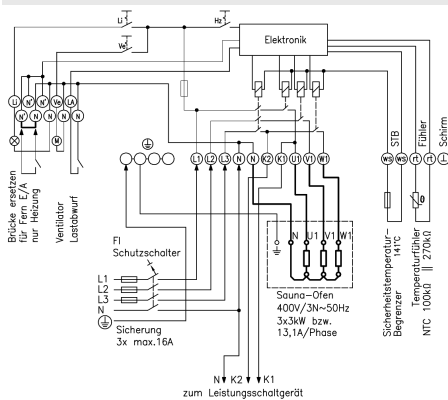 Li
Hz
Ve
Elektronik
Li N' N' Ve LA
N' N N N N
M
L1 L2 L3 N N K2 K1 U1 V1 W1
ws ws rt rt
STB
Fühler
Schirm
Brücke ersetzen
für Fern E/A
nur Heizung
Ventilator
Lastabwurf
FI
Schutzschalter
L1
L2
L3
N
Sicherung
3x max.16A
N U1 V1 W1
Sauna-Ofen
400V/3N~50Hz
3x3kW bzw.
13,1A/Phase
Sicherheitstemperatur-
Begrenzer 141°C
Temperaturfühler
NTC 100kΩ || 270kΩ
N K2 K1
zum Leistungsschaltgerät